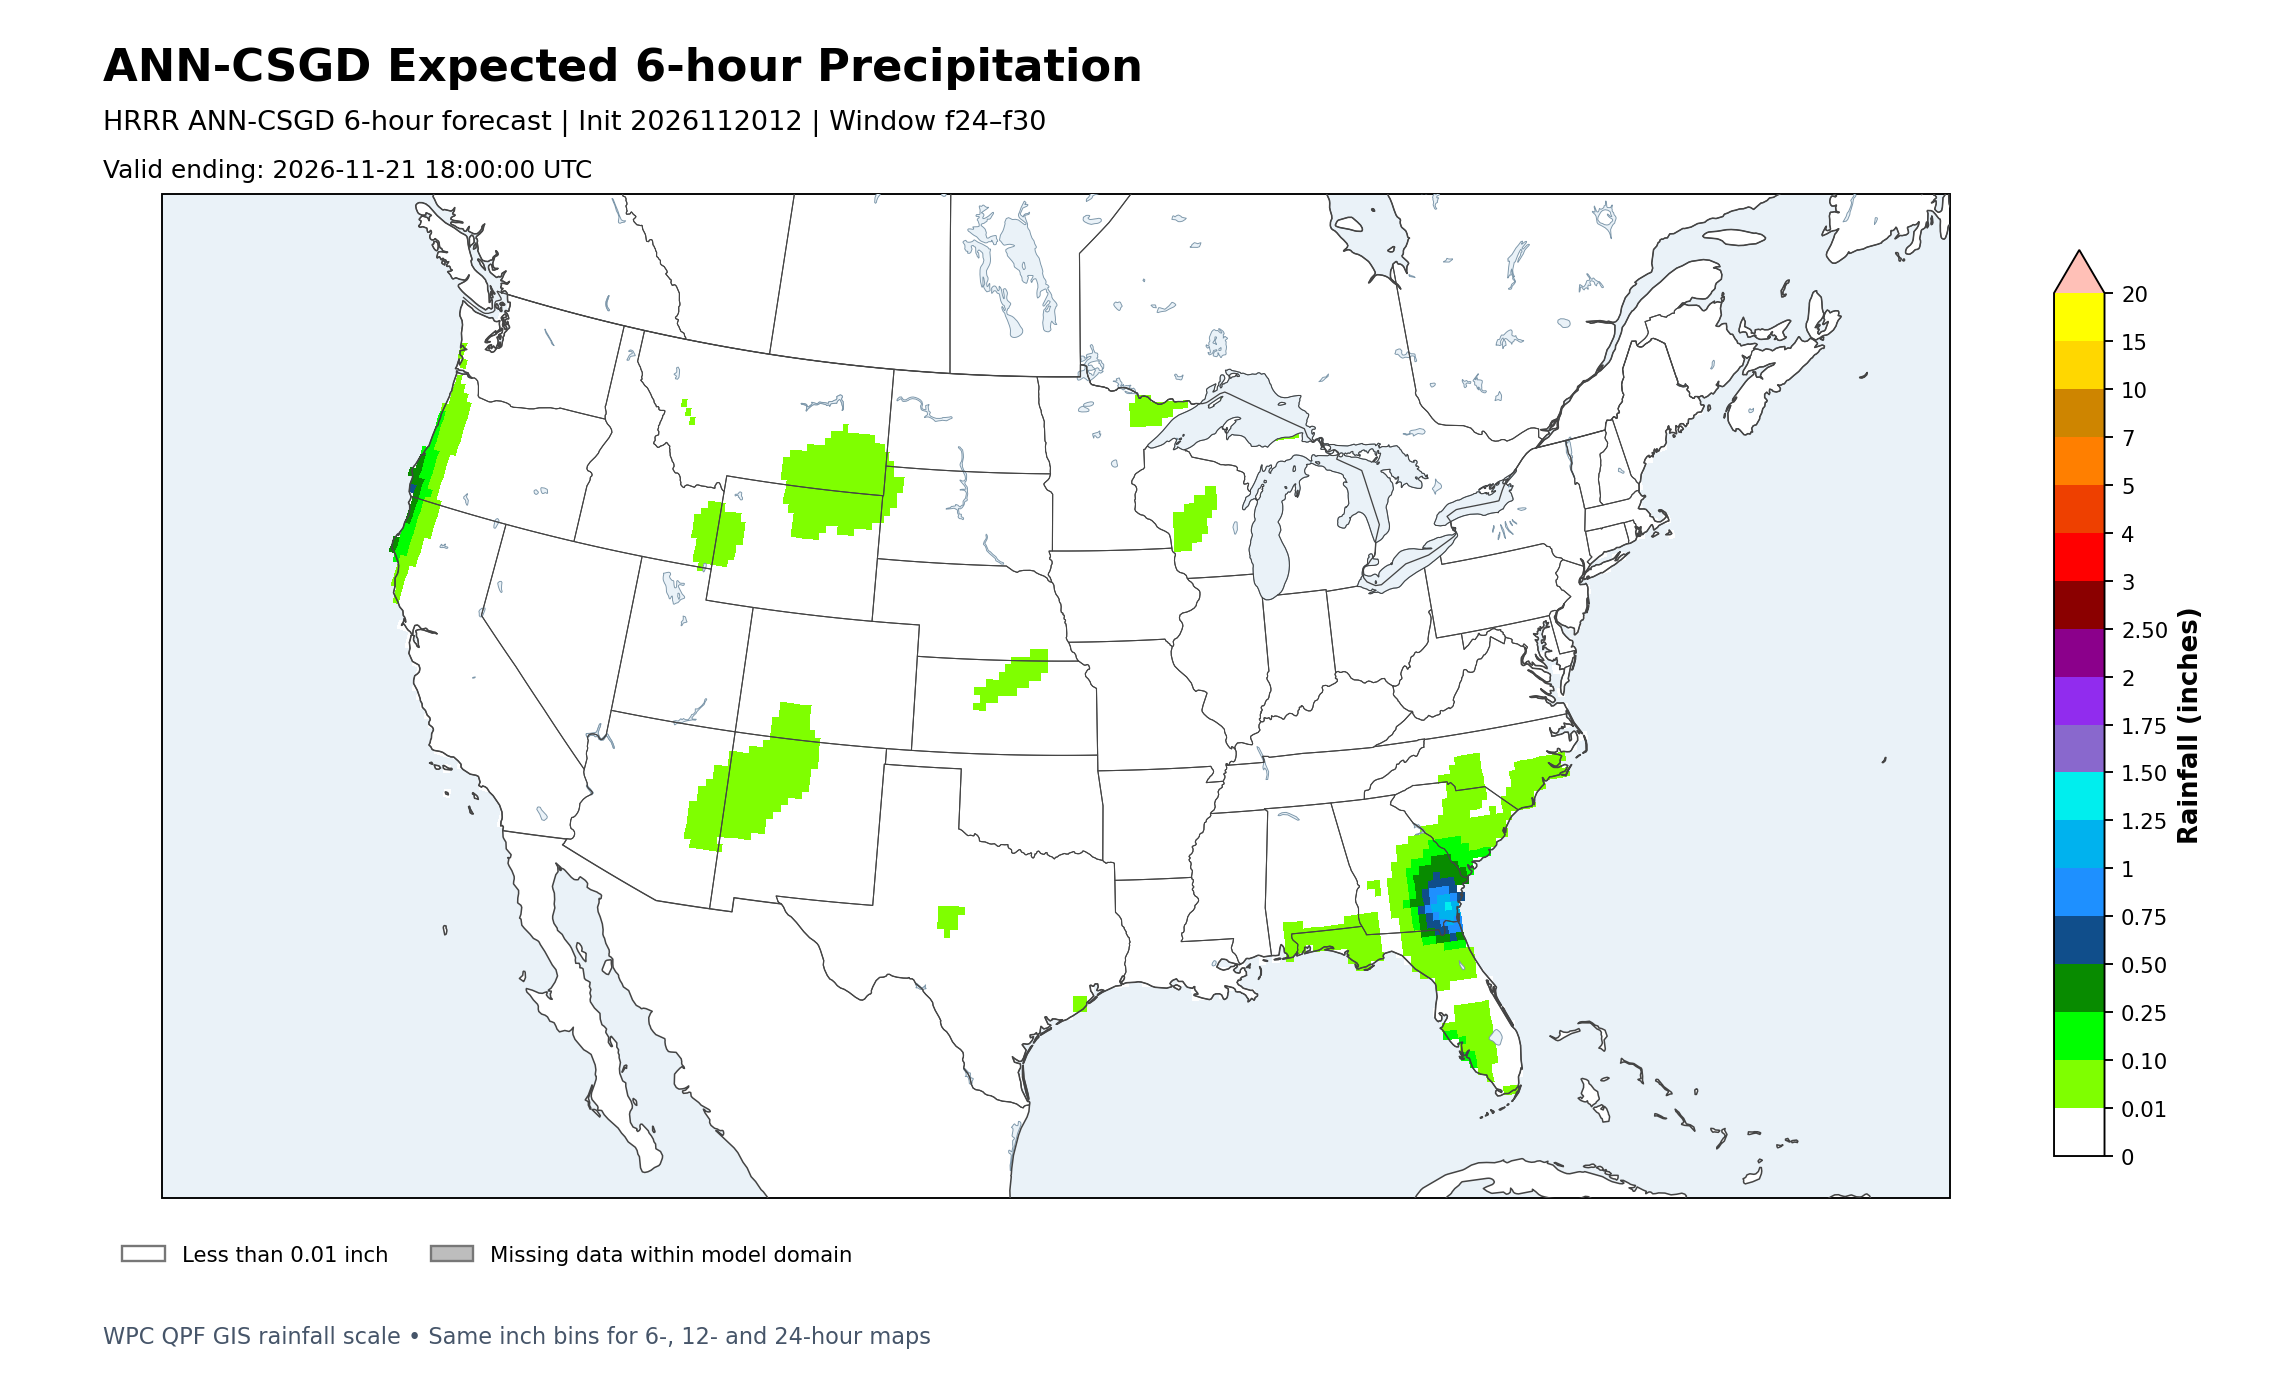 ANN-CSGD Expected 6-hour Precipitation
HRRR ANN-CSGD 6-hour forecast | Init 2026112012 | Window f24–f30
Valid ending: 2026-11-21 18:00:00 UTC
20
15
10
7
5
4
3
2.50
2
1.75
1.50
1.25
1
0.75
0.50
0.25
0.10
0.01
0
Rainfall (inches)
Less than 0.01 inch
Missing data within model domain
WPC QPF GIS rainfall scale • Same inch bins for 6-, 12- and 24-hour maps